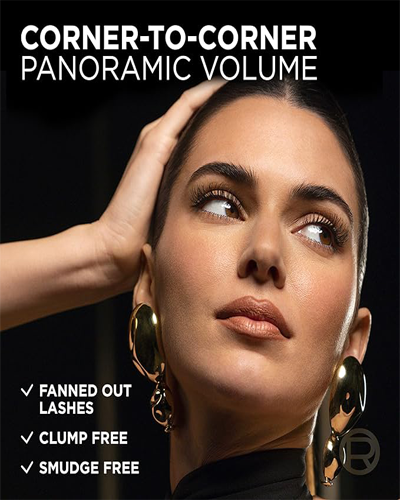 CORNER-TO-CORNER
PANORAMIC VOLUME
✓ FANNED OUT
LASHES
✓ CLUMP FREE
✓ SMUDGE FREE
R